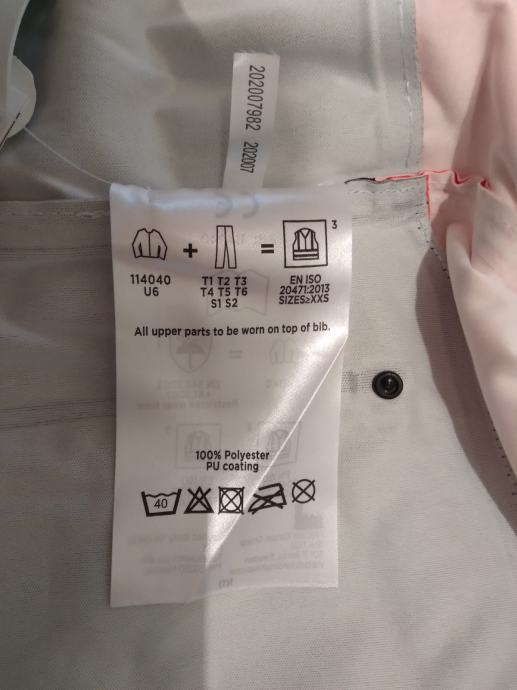 202007982 202007
3
+
=
114040
U6
T1 T2 T3
T4 T5 T6
S1 S2
EN ISO
20471:2013
SIZES≥XXS
All upper parts to be worn on top of bib.
100% Polyester
PU coating
40